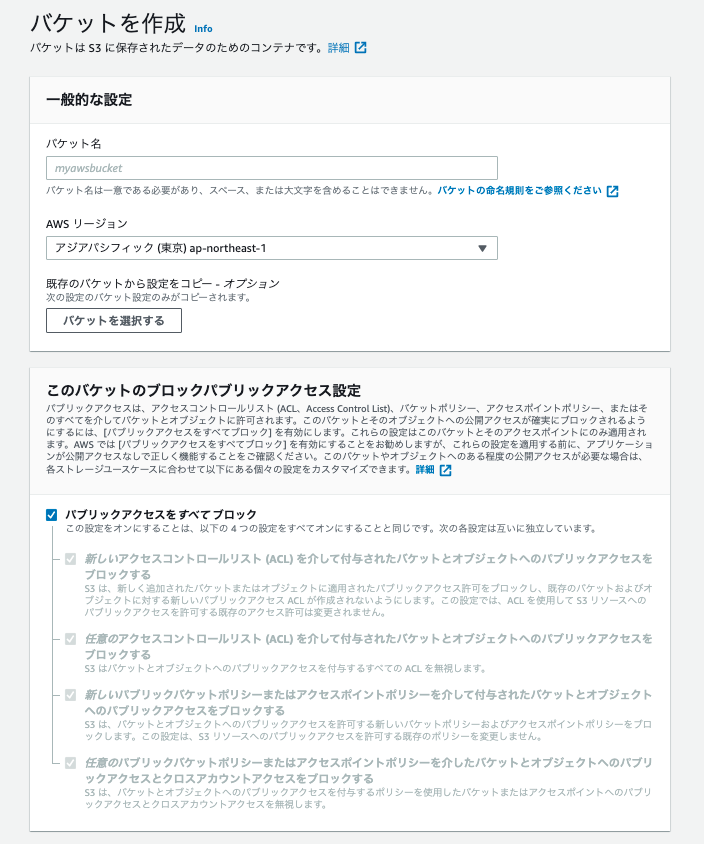 バケットを作成 Info
バケットは S3 に保存されたデータのためのコンテナです。詳細
一般的な設定
バケット名
myawsbucket
バケット名は一意である必要があり、スペース、または大文字を含めることはできません。バケットの命名規則をご参照ください
AWS リージョン
アジアパシフィック (東京) ap-northeast-1
既存のバケットから設定をコピー - オプション
次の設定のバケット設定のみがコピーされます。
バケットを選択する
このバケットのブロックパブリックアクセス設定
パブリックアクセスは、アクセスコントロールリスト (ACL、Access Control List)、バケットポリシー、アクセスポイントポリシー、またはそ
のすべてを介してバケットとオブジェクトに許可されます。このバケットとそのオブジェクトへの公開アクセスが確実にブロックされるよう
にするには、[パブリックアクセスをすべてブロック] を有効にします。これらの設定はこのバケットとそのアクセスポイントにのみ適用されま
す。AWS では [パブリックアクセスをすべてブロック] を有効にすることをお勧めしますが、これらの設定を適用する前に、アプリケーション
が公開アクセスなしで正しく機能することをご確認ください。このバケットやオブジェクトへのある程度の公開アクセスが必要な場合は、
各ストレージユースケースに合わせて以下にある個々の設定をカスタマイズできます。詳細
パブリックアクセスをすべて ブロック
この設定をオンにすることは、以下の 4 つの設定をすべてオンにすることと同じです。次の各設定は互いに独立しています。
新しいアクセスコントロールリスト (ACL) を介して付与されたバケットとオブジェクトへのパブリックアクセスを
ブロックする
S3 は、新しく追加されたバケットまたはオブジェクトに適用されたパブリックアクセス許可をブロックし、既存のバケットおよびオ
ブジェクトに対する新しいパブリックアクセス ACL が作成されないようにします。この設定では、ACL を使用して S3 リソースへの
パブリックアクセスを許可する既存のアクセス許可は変更されません。
任意のアクセスコントロールリスト (ACL) を介して付与されたバケットとオブジェクトへのパブリックアクセスを
ブロックする
S3 はバケットとオブジェクトへのパブリックアクセスを付与するすべての ACL を無視します。
新しいパブリックバケットポリシーまたはアクセスポイントポリシーを介して付与されたバケットとオブジェクト
へのパブリックアクセスをブロックする
S3 は、バケットとオブジェクトへのパブリックアクセスを許可する新しいバケットポリシーおよびアクセスポイントポリシーをブロ
ックします。この設定は、S3 リソースへのパブリックアクセスを許可する既存のポリシーを変更しません。
任意のパブリックバケットポリシーまたはアクセスポイントポリシーを介したバケットとオブジェクトへのパブリ
ックアクセスとクロスアカウントアクセスをブロックする
S3 は、バケットとオブジェクトへのパブリックアクセスを付与するポリシーを使用したバケットまたはアクセスポイントへのパブリ
ックアクセスとクロスアカウントアクセスを無視します。